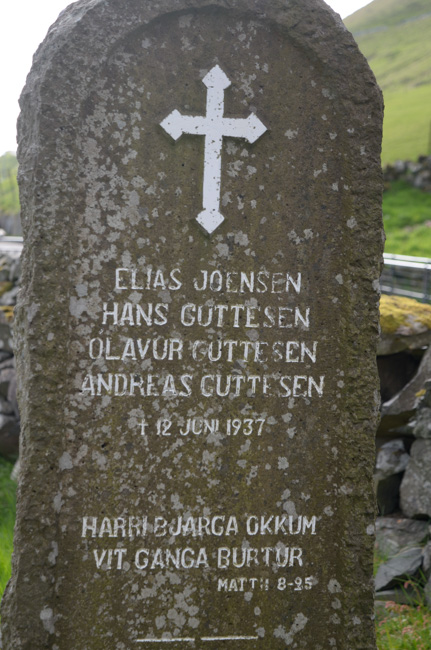 ELIAS JOENSEN
HANS GUTTESEN
OLAVUR GUTTESEN
ANDREAS GUTTESEN
† 12 JUNI 1937
HARRI BJARGA OKKUM
VIT GANGA BURTUR
MATTH 8-25